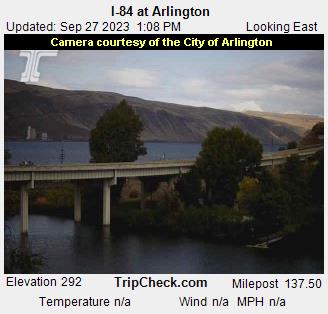 I-84 at Arlington
Updated: Sep 27 2023 1:08 PM Looking East
Camera courtesy of the City of Arlington
Elevation 292 TripCheck.com Milepost 137.50
Temperature n/a Wind n/a MPH n/a